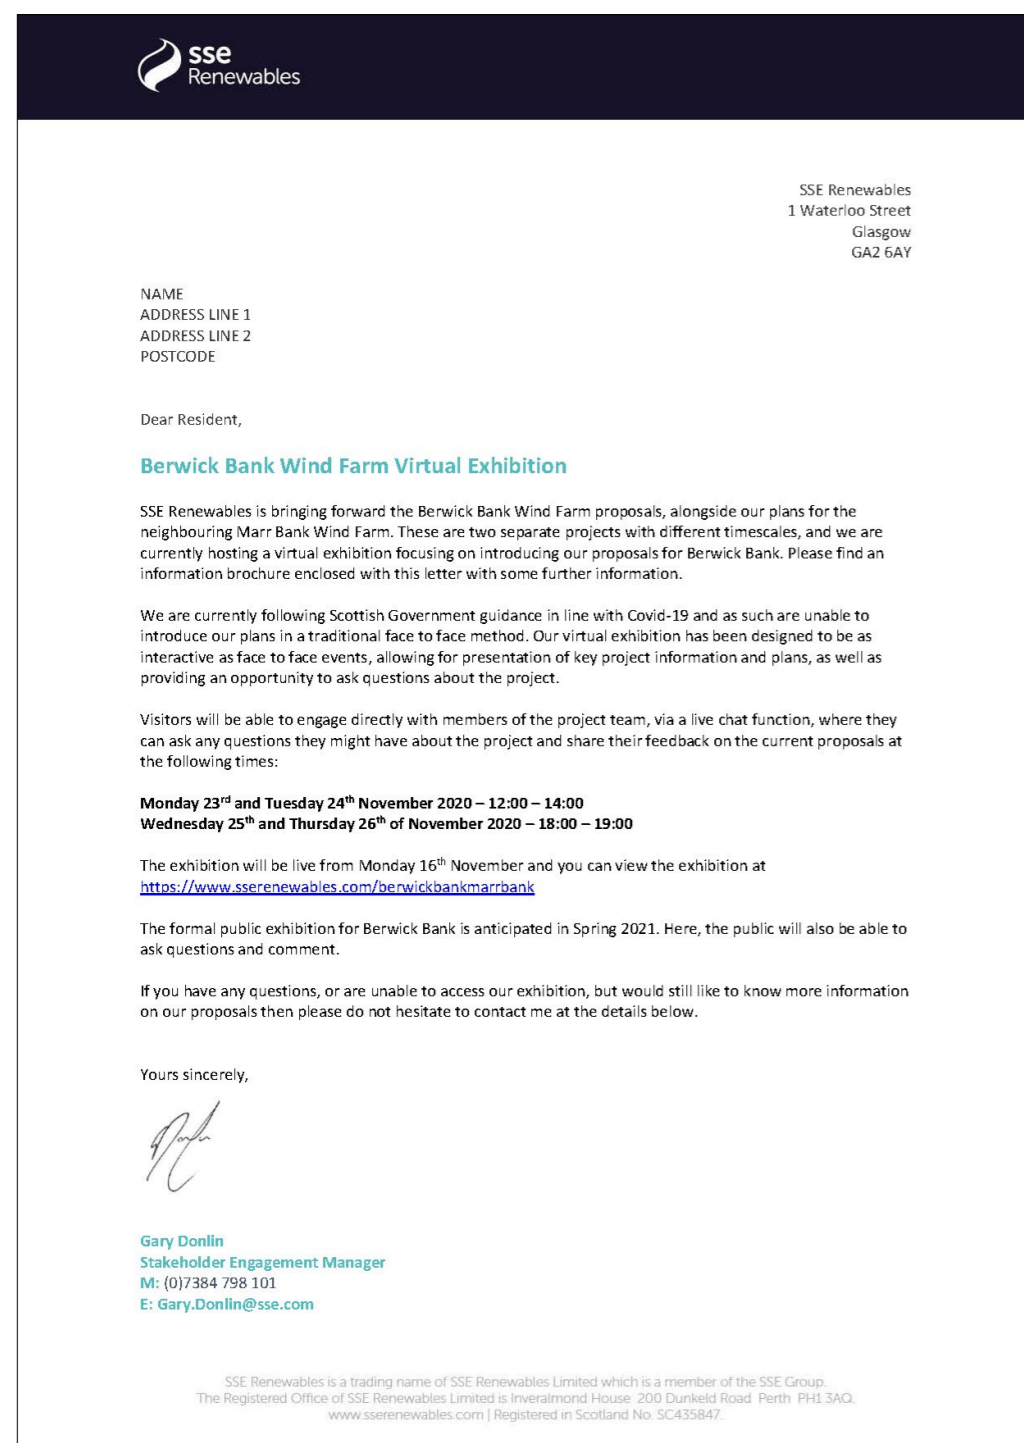 sse
Renewables
SSE Renewables
1 Waterloo Street
Glasgow
GA2 6AY
NAME
ADDRESS LINE 1
ADDRESS LINE 2
POSTCODE
Dear Resident,
Berwick Bank Wind Farm Virtual Exhibition
SSE Renewables is bringing forward the Berwick Bank Wind Farm proposals, alongside our plans for the
neighbouring Marr Bank Wind Farm. These are two separate projects with different timescales, and we are
currently hosting a virtual exhibition focusing on introducing our proposals for Berwick Bank. Please find an
information brochure enclosed with this letter with some further information.
We are currently following Scottish Government guidance in line with Covid-19 and as such are unable to
introduce our plans in a traditional face to face method. Our virtual exhibition has been designed to be as
interactive as face to face events, allowing for presentation of key project information and plans, as well as
providing an opportunity to ask questions about the project.
Visitors will be able to engage directly with members of the project team, via a live chat function, where they
can ask any questions they might have about the project and share their feedback on the current proposals at
the following times:
Monday 23rd and Tuesday 24th November 2020 – 12:00 – 14:00
Wednesday 25th and Thursday 26th of November 2020 – 18:00 – 19:00
The exhibition will be live from Monday 16th November and you can view the exhibition at
https://www.sserenewables.com/berwickbankmarrbank
The formal public exhibition for Berwick Bank is anticipated in Spring 2021. Here, the public will also be able to
ask questions and comment.
If you have any questions, or are unable to access our exhibition, but would still like to know more information
on our proposals then please do not hesitate to contact me at the details below.
Yours sincerely,
Gary Donlin
Stakeholder Engagement Manager
M: (0)7384 798 101
E: Gary.Donlin@sse.com
SSE Renewables is a trading name of SSE Renewables Limited which is a member of the SSE Group.
The Registered Office of SSE Renewables Limited is Inveralmond House 200 Dunkeld Road Perth PH1 3AQ.
www.sserenewables.com | Registered in Scotland No. SC435847.